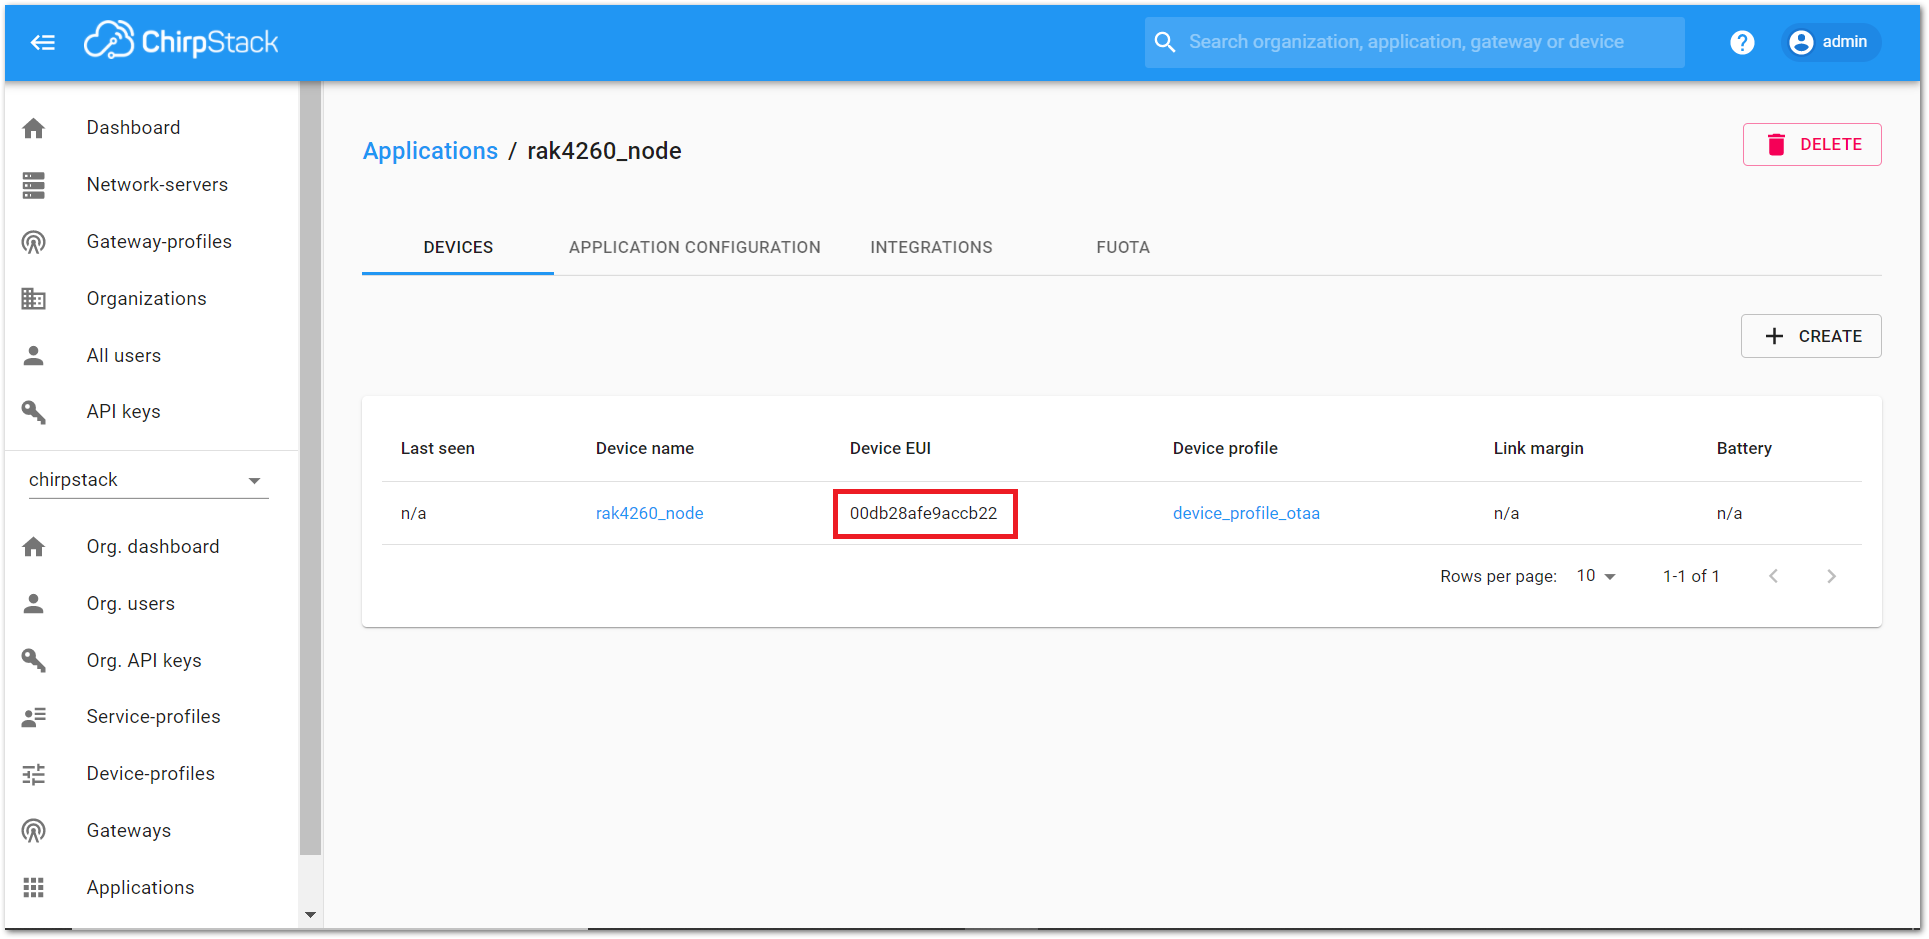 ChirpStack
Search organization, application, gateway or device
?
admin
Dashboard
Network-servers
Gateway-profiles
Organizations
All users
API keys
chirpstack
Org. dashboard
Org. users
Org. API keys
Service-profiles
Device-profiles
Gateways
Applications
Applications / rak4260_node
DELETE
DEVICES APPLICATION CONFIGURATION INTEGRATIONS FUOTA
+ CREATE
Last seen Device name Device EUI Device profile Link margin Battery
n/a rak4260_node 00db28afe9accb22 device_profile_otaa n/a n/a
Rows per page: 10 1-1 of 1